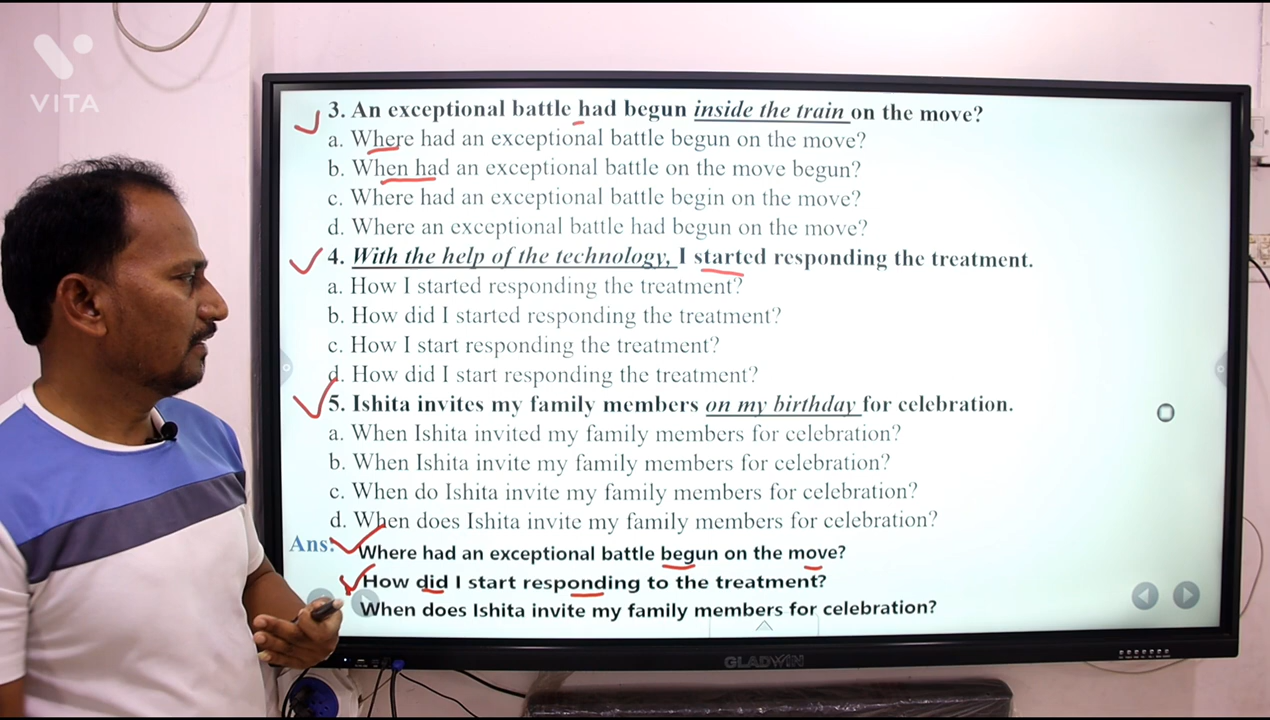 VITA
3. An exceptional battle had begun inside the train on the move?
a. Where had an exceptional battle begun on the move?
b. When had an exceptional battle on the move begun?
c. Where had an exceptional battle begin on the move?
d. Where an exceptional battle had begun on the move?
4. With the help of the technology, I started responding the treatment.
a. How I started responding the treatment?
b. How did I started responding the treatment?
c. How I start responding the treatment?
d. How did I start responding the treatment?
5. Ishita invites my family members on my birthday for celebration.
a. When Ishita invited my family members for celebration?
b. When Ishita invite my family members for celebration?
c. When do Ishita invite my family members for celebration?
d. When does Ishita invite my family members for celebration?
Ans: Where had an exceptional battle begun on the move?
How did I start responding to the treatment?
When does Ishita invite my family members for celebration?
GLADWIN